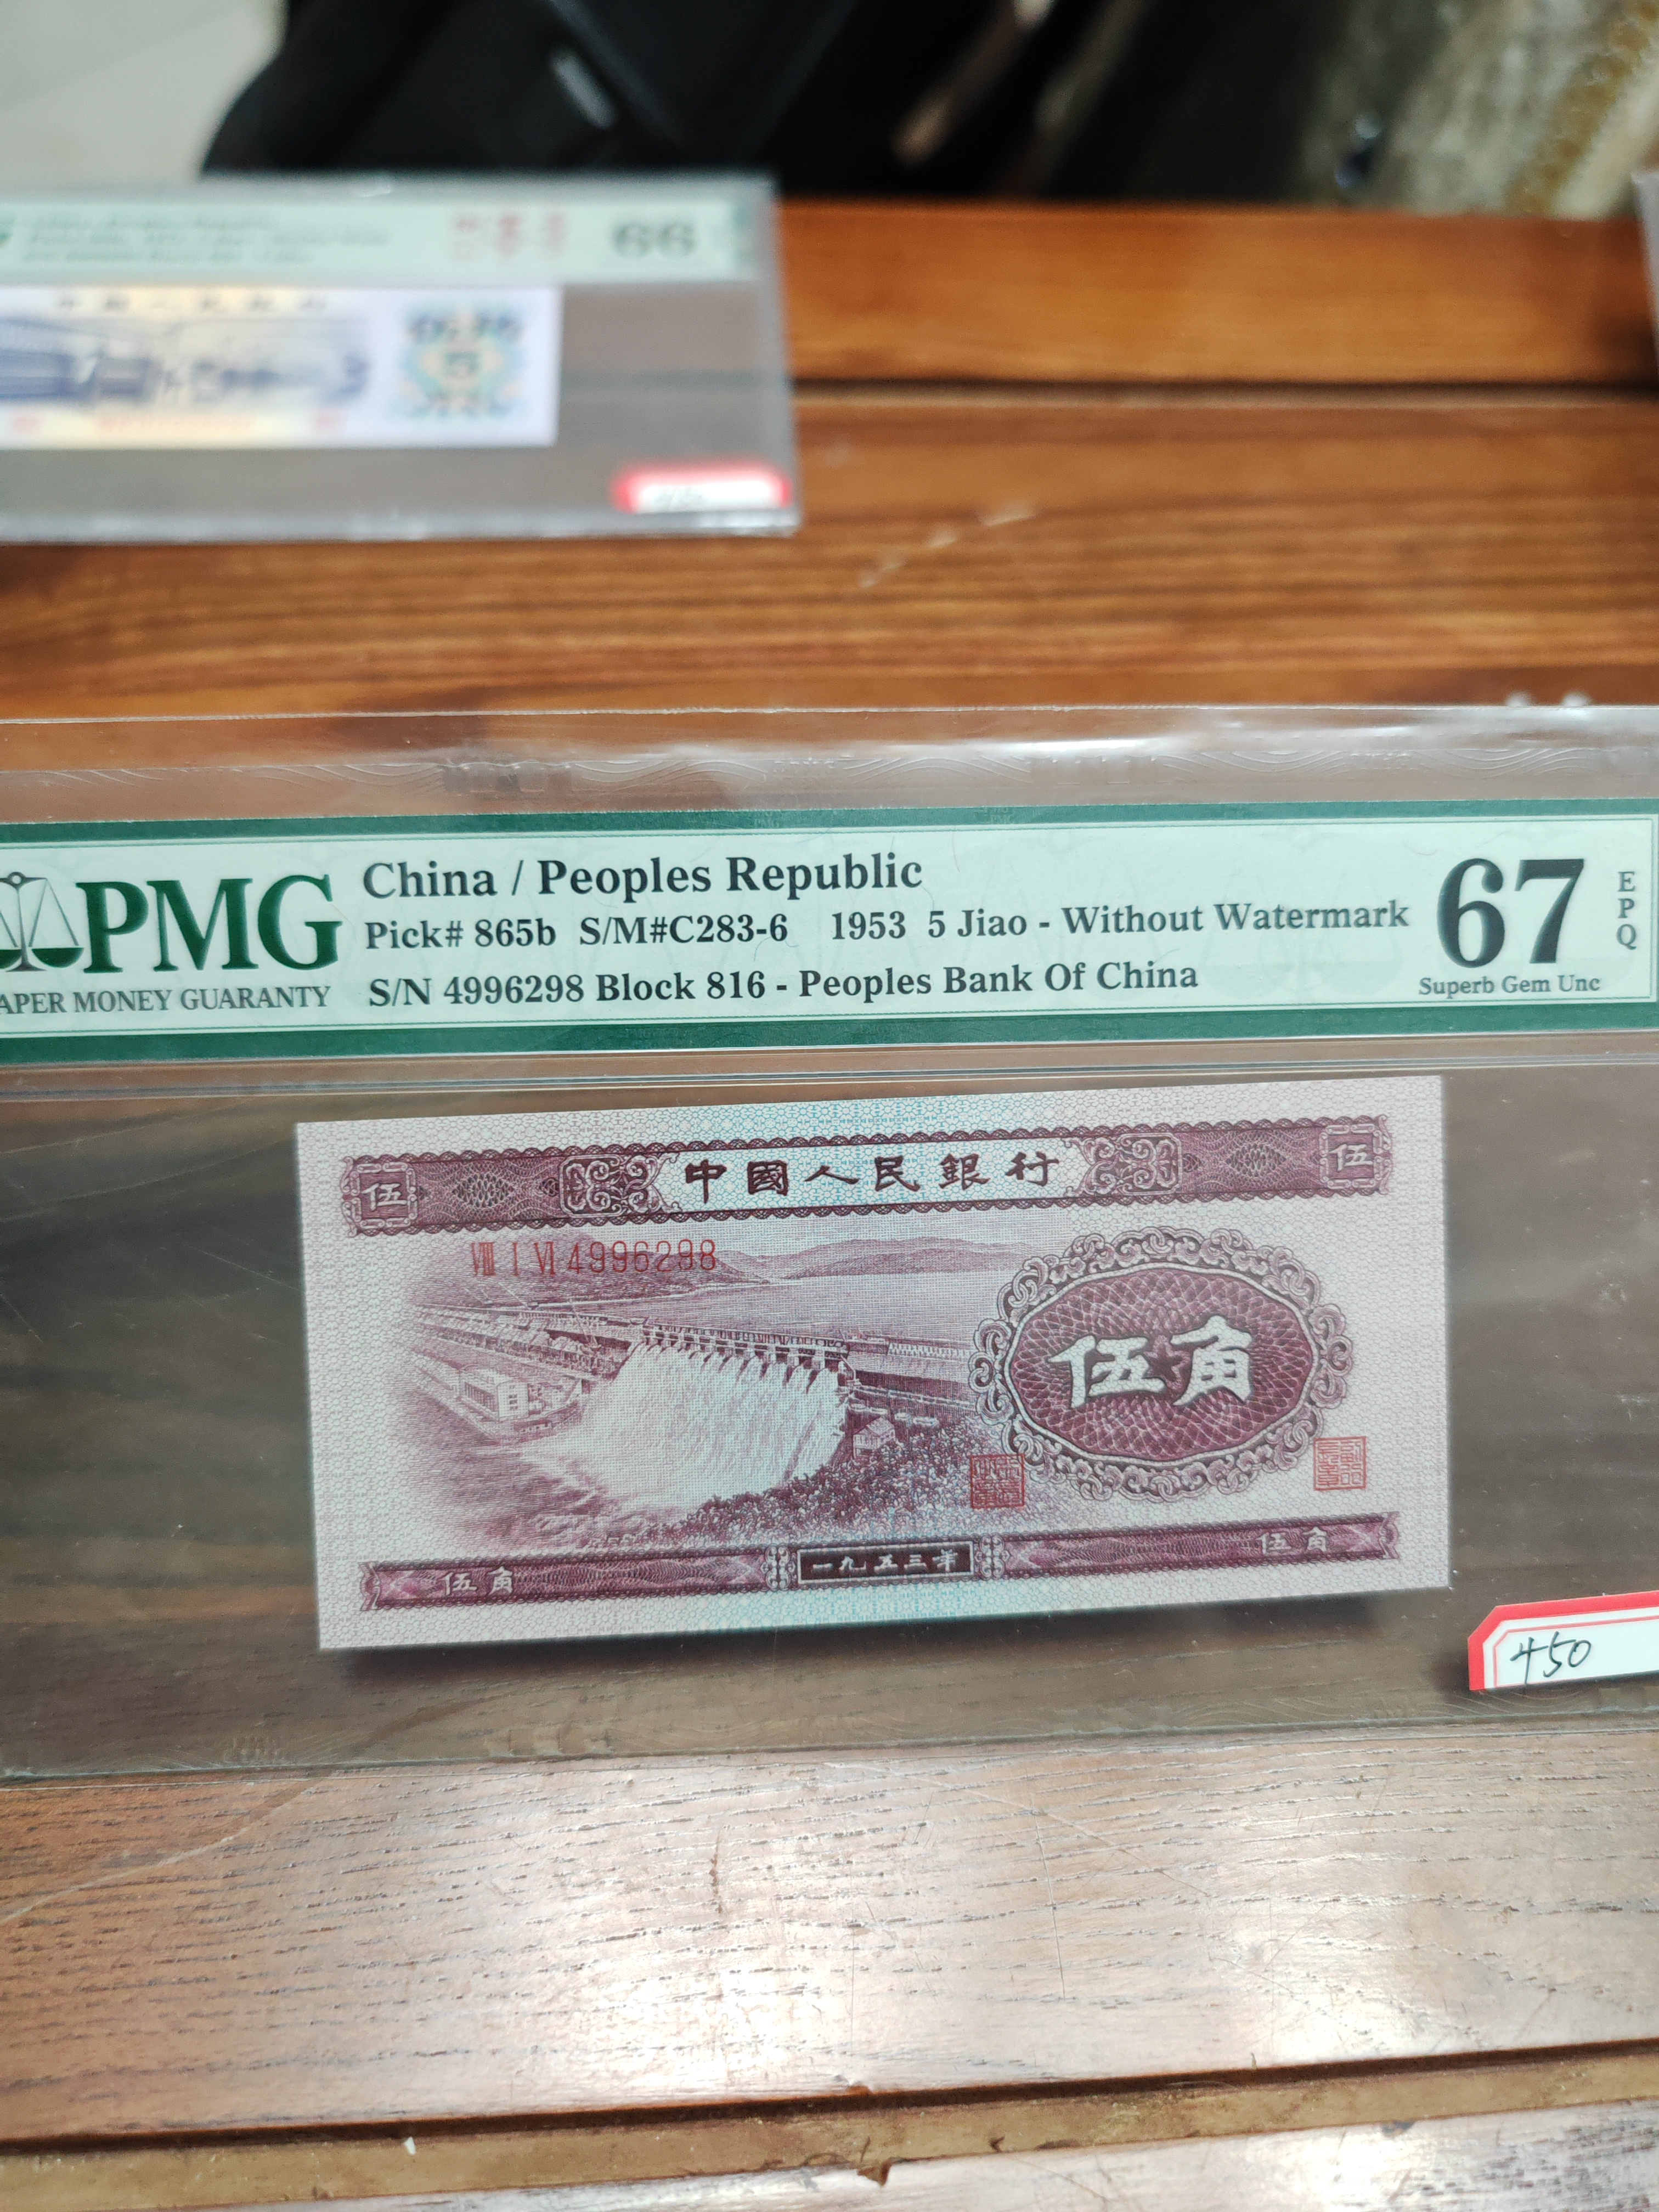 66
PMG
APER MONEY GUARANTY
China / Peoples Republic
Pick# 865b S/M#C283-6 1953 5 Jiao - Without Watermark
S/N 4996298 Block 816 - Peoples Bank Of China
67
EPQ
Superb Gem Unc
伍 中國人民銀行 伍
VIII I VI 4996298
伍角
伍角 一九五三年 伍角
450